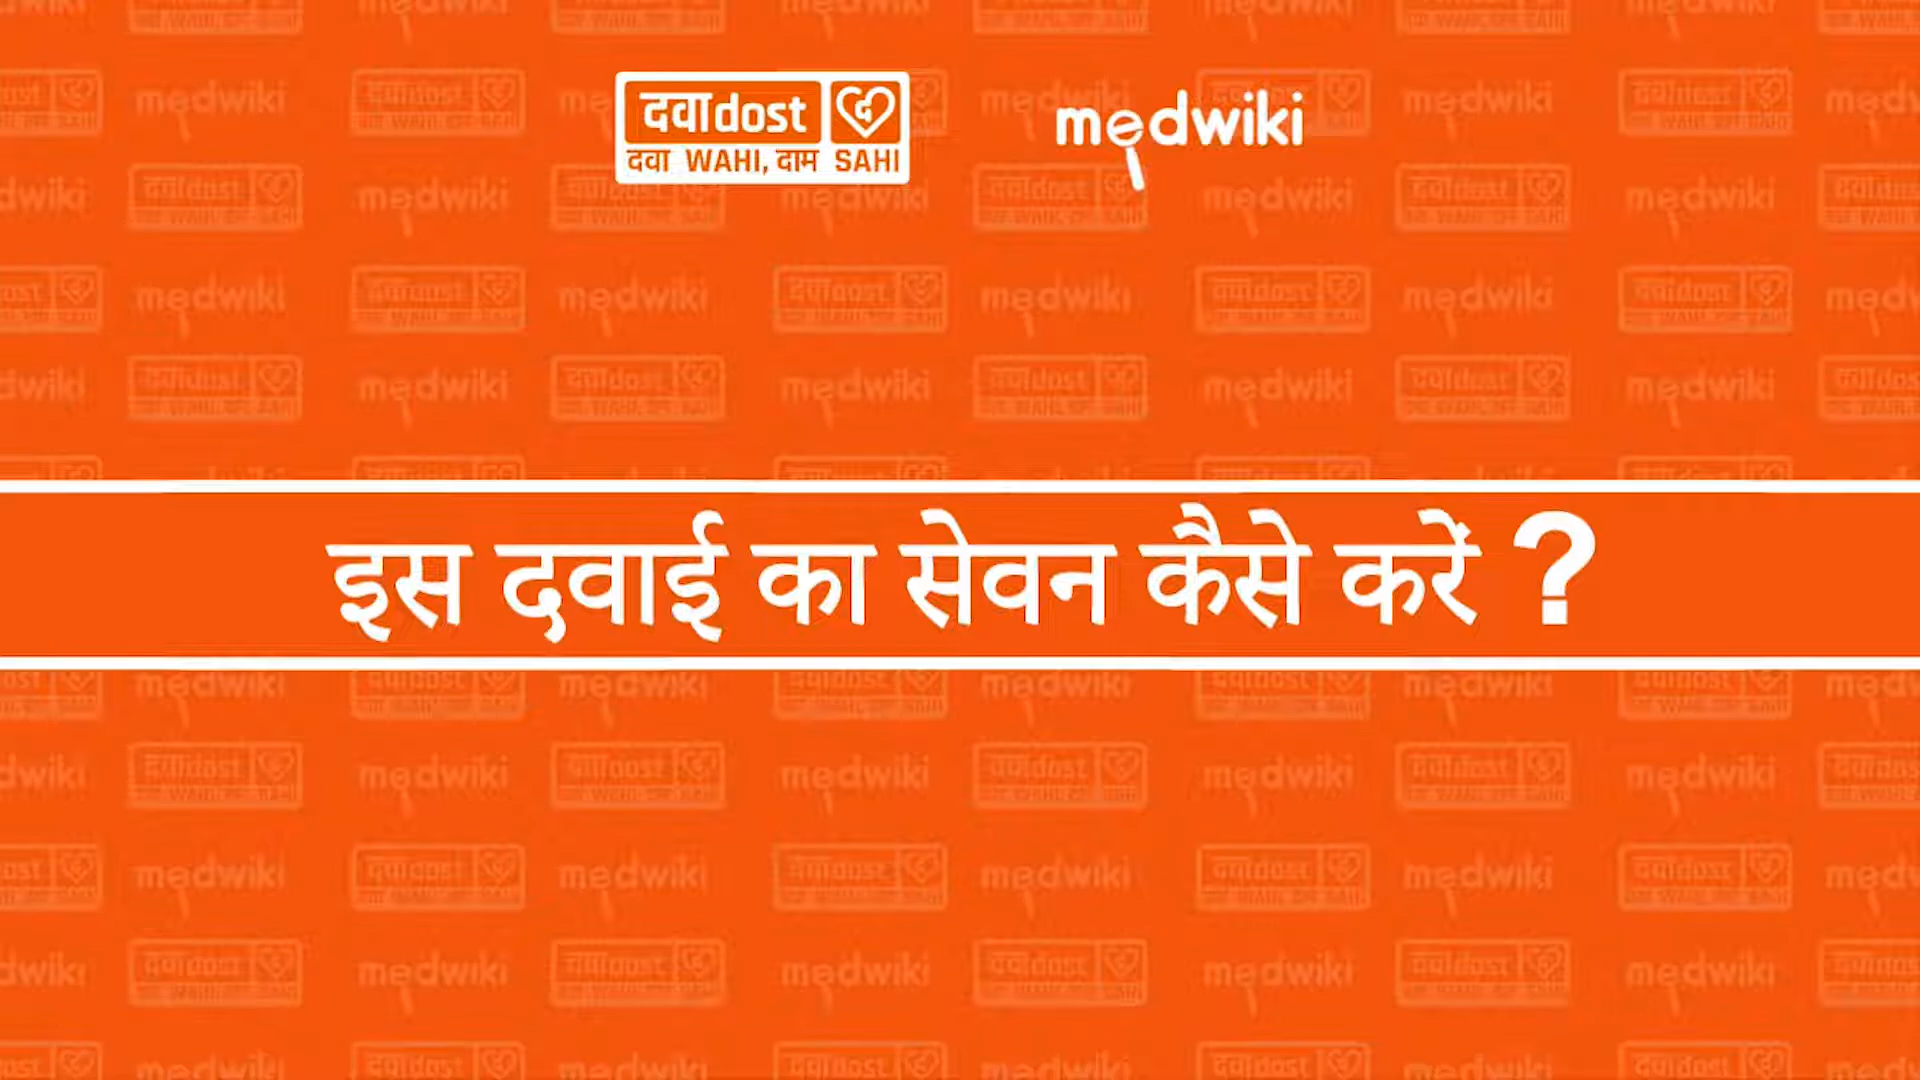 दवाdost
दवा WAHI, दाम SAHI
medwiki
इस दवाई का सेवन कैसे करें ?